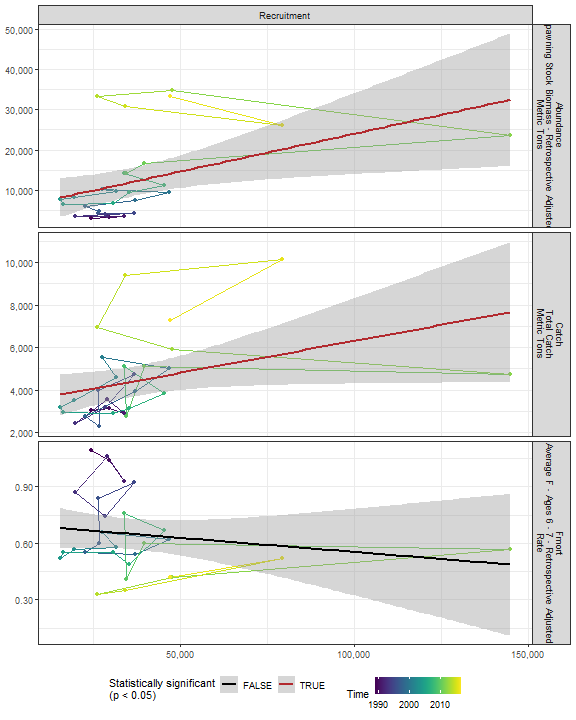 Recruitment
50,000
40,000
30,000
20,000
10,000
Abundance
pawning Stock Biomass - Retrospective Adjusted
Metric Tons
10,000
8,000
6,000
4,000
2,000
Catch
Total Catch
Metric Tons
0.90
0.60
0.30
Fmort
Average F - Ages 6 - 7 - Retrospective Adjusted
Rate
50,000
100,000
150,000
Statistically significant
(p < 0.05)
FALSE
TRUE
Time
1990
2000
2010